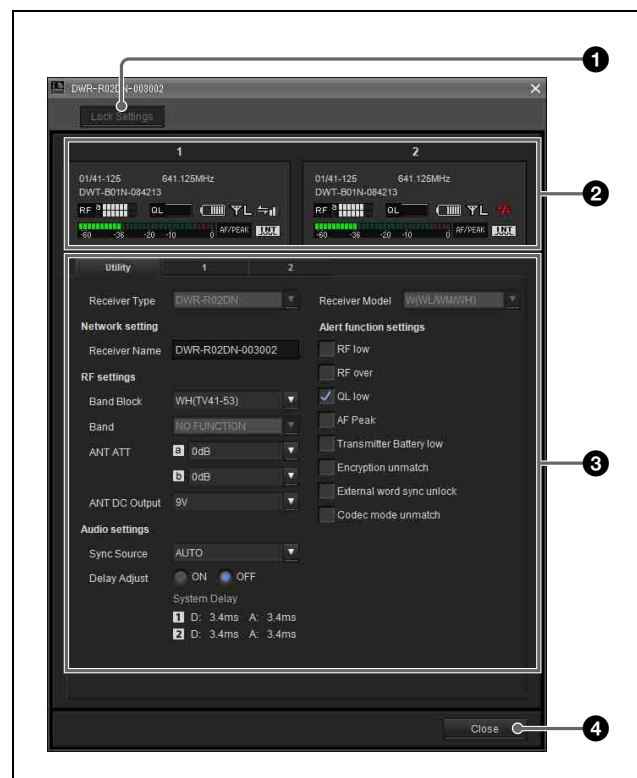 1
DWR-R02DN-003002
Lock Settings
1
2
01/41-125 641.125MHz
DWT-B01N-084213
RF a QL L
-60 -36 -20 -10 0 AF/PEAK INT
01/41-125 641.125MHz
DWT-B01N-084213
RF a QL L
-60 -36 -20 -10 0 AF/PEAK INT
2
Utility 1 2
Receiver Type DWR-R02DN
Receiver Model W(WL/WM/WH)
Network setting
Receiver Name DWR-R02DN-003002
RF settings
Band Block WH(TV41-53)
Band NO FUNCTION
ANT ATT a 0dB
b 0dB
ANT DC Output 9V
Audio settings
Sync Source AUTO
Delay Adjust ON OFF
System Delay
1 D: 3.4ms A: 3.4ms
2 D: 3.4ms A: 3.4ms
Alert function settings
RF low
RF over
QL low
AF Peak
Transmitter Battery low
Encryption unmatch
External word sync unlock
Codec mode unmatch
3
Close
4